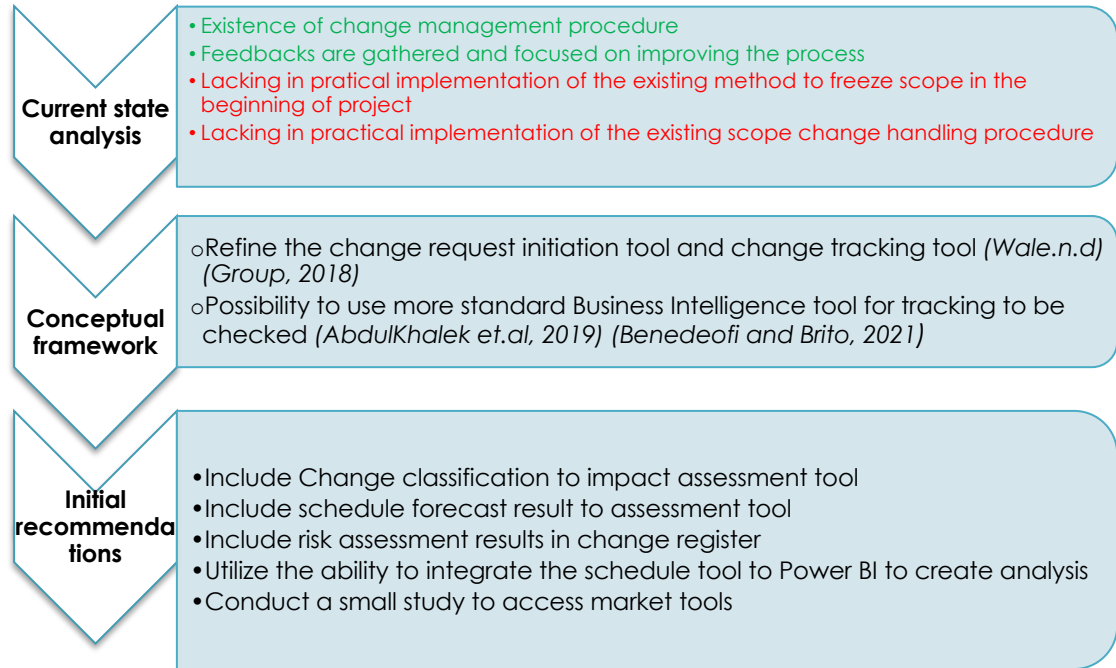 Current state
analysis
• Existence of change management procedure
• Feedbacks are gathered and focused on improving the process
• Lacking in pratical implementation of the existing method to freeze scope in the
beginning of project
• Lacking in practical implementation of the existing scope change handling procedure
Conceptual
framework
oRefine the change request initiation tool and change tracking tool (Wale.n.d)
(Group, 2018)
oPossibility to use more standard Business Intelligence tool for tracking to be
checked (AbdulKhalek et.al, 2019) (Benedeofi and Brito, 2021)
Initial
recommenda
tions
•Include Change classification to impact assessment tool
•Include schedule forecast result to assessment tool
•Include risk assessment results in change register
•Utilize the ability to integrate the schedule tool to Power BI to create analysis
•Conduct a small study to access market tools